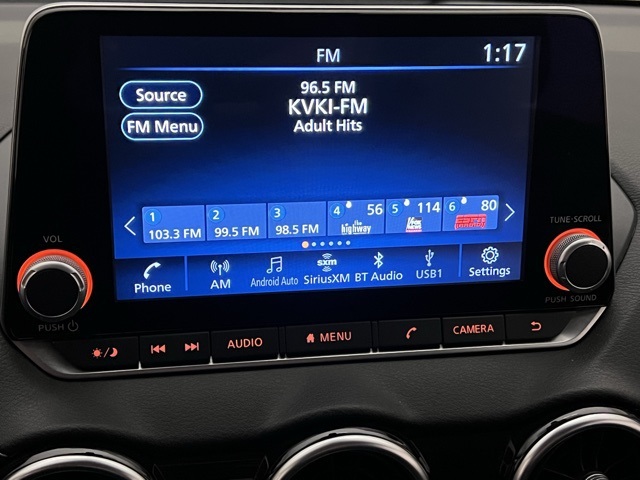 FM 1:17
96.5 FM
KVKI-FM
Adult Hits
Source
FM Menu
1 103.3 FM
2 99.5 FM
3 98.5 FM
4 56 the highway
5 114 NEWS
6 80 ESPN
VOL
PUSH
TUNE·SCROLL
PUSH SOUND
Phone
AM
Android Auto
sxm
SiriusXM
BT Audio
USB1
Settings
AUDIO
MENU
CAMERA